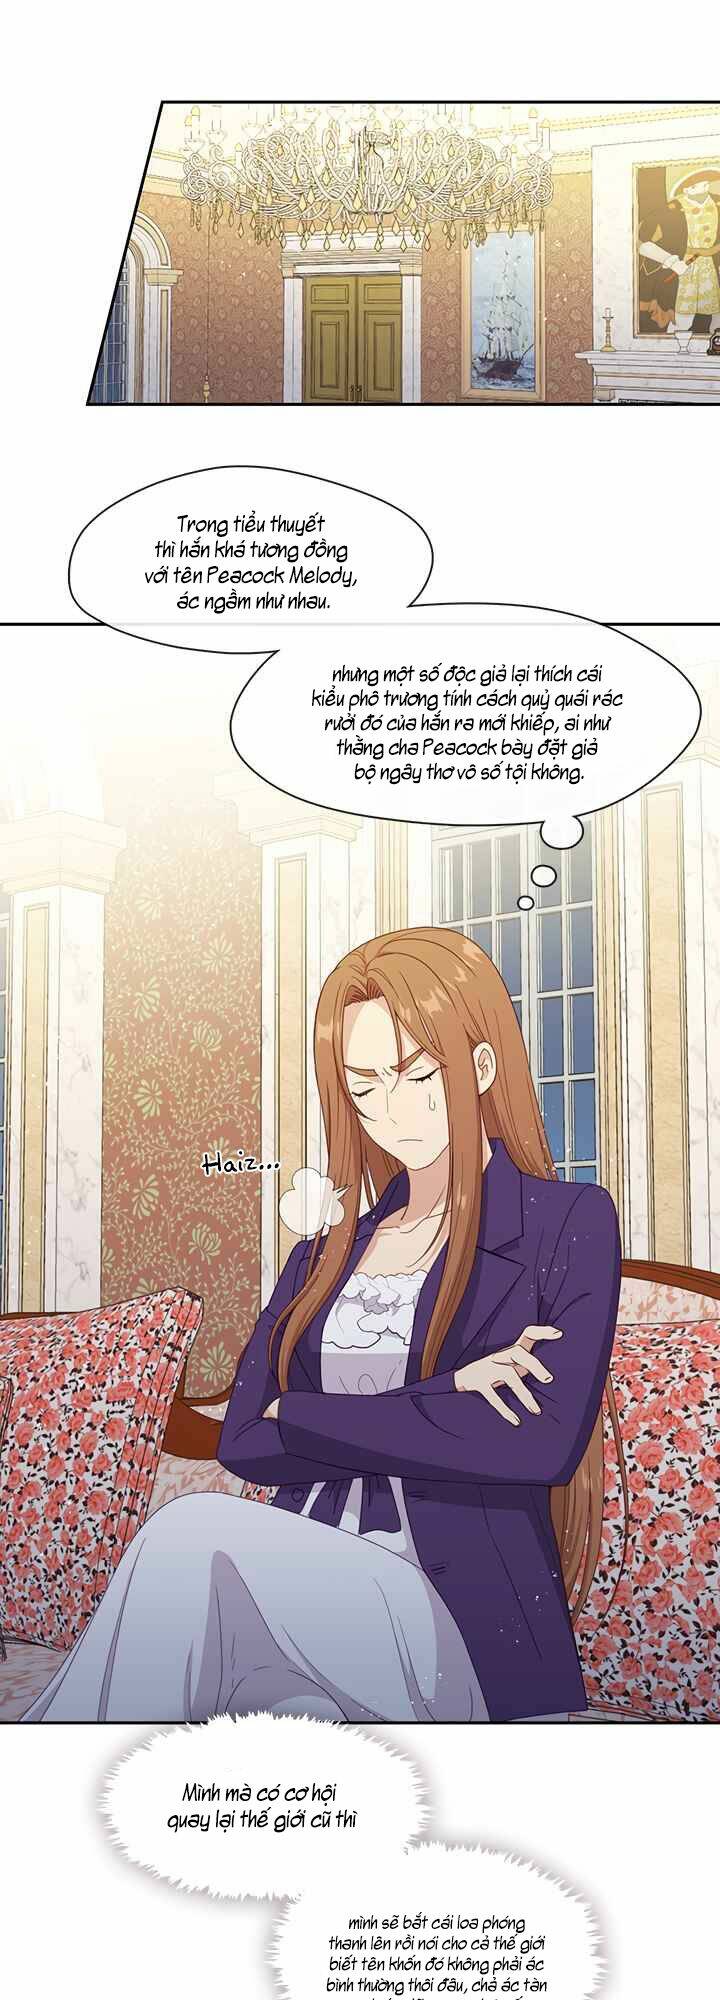 Trong tiểu thuyết
thì hắn khá tương đồng
với tên Peacock Melody,
ác ngầm như nhau.
nhưng một số độc giả lại thích cái
kiểu phô trương tính cách quỷ quái rác
rưởi đó của hắn ra mới khiếp, ai như
thằng cha Peacock bày đặt giả
bộ ngây thơ vô số tội không.
Haiz...
Mình mà có cơ hội
quay lại thế giới cũ thì
mình sẽ bắt cái loa phóng
thanh lên rồi nói cho cả thế giới
biết tên khốn đó không phải ác
bình thường thôi đâu, chả ác tàn